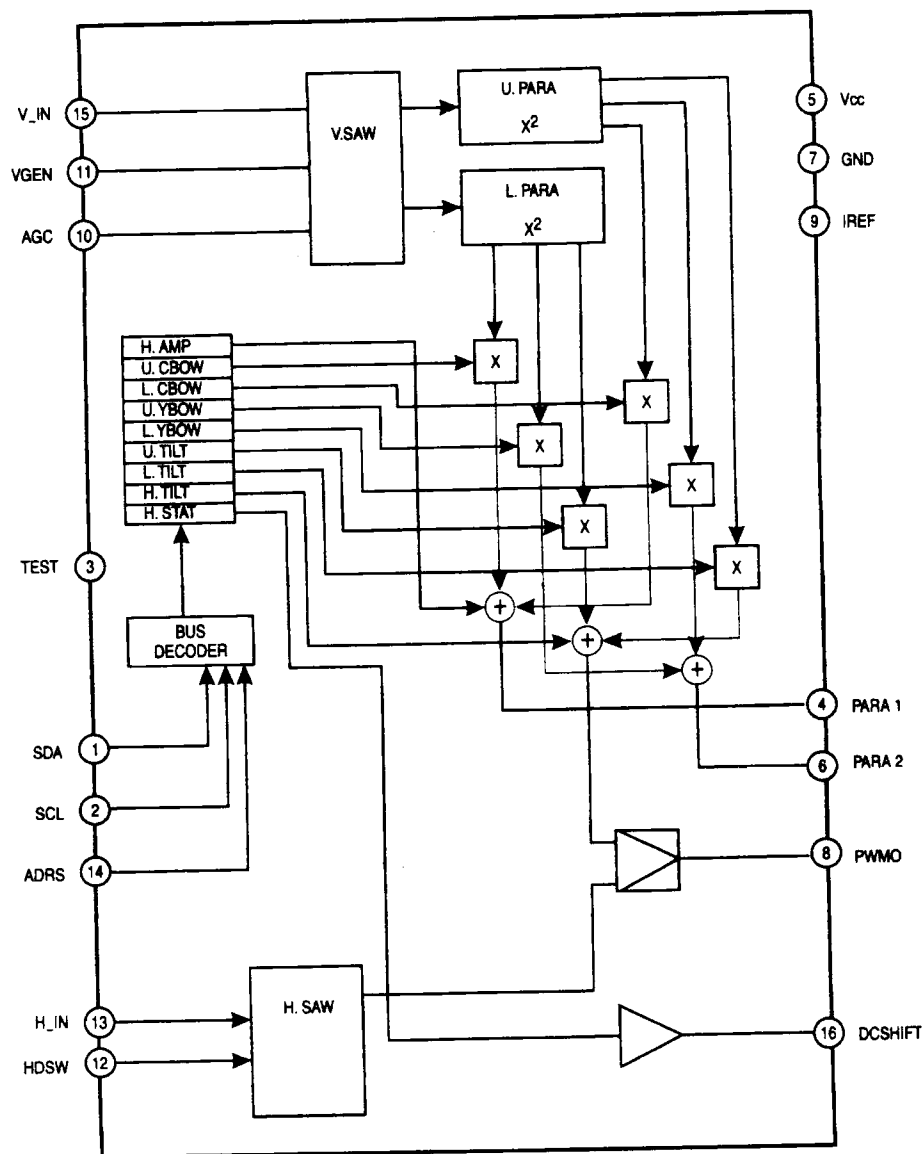 V_IN
15
VGEN
11
AGC
10
V.SAW
U. PARA
X²
L. PARA
X²
5
Vcc
7
GND
9
IREF
H. AMP
U. CBOW
L. CBOW
U. YBOW
L. YBOW
U. TILT
L. TILT
H. TILT
H. STAT
X
X
X
X
X
X
TEST
3
BUS
DECODER
+
+
+
SDA
1
SCL
2
ADRS
14
4
PARA 1
6
PARA 2
8
PWMO
H_IN
13
HDSW
12
H. SAW
16
DCSHIFT